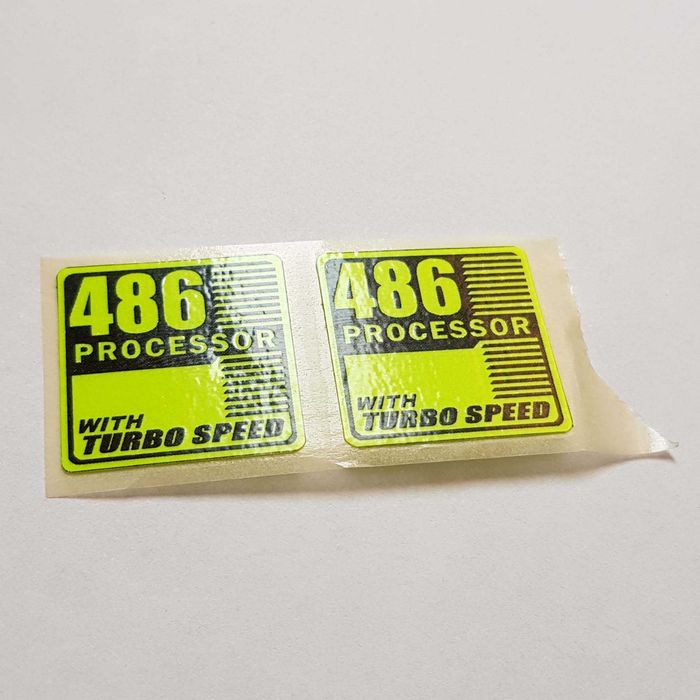 486
PROCESSOR
WITH
TURBO SPEED
486
PROCESSOR
WITH
TURBO SPEED